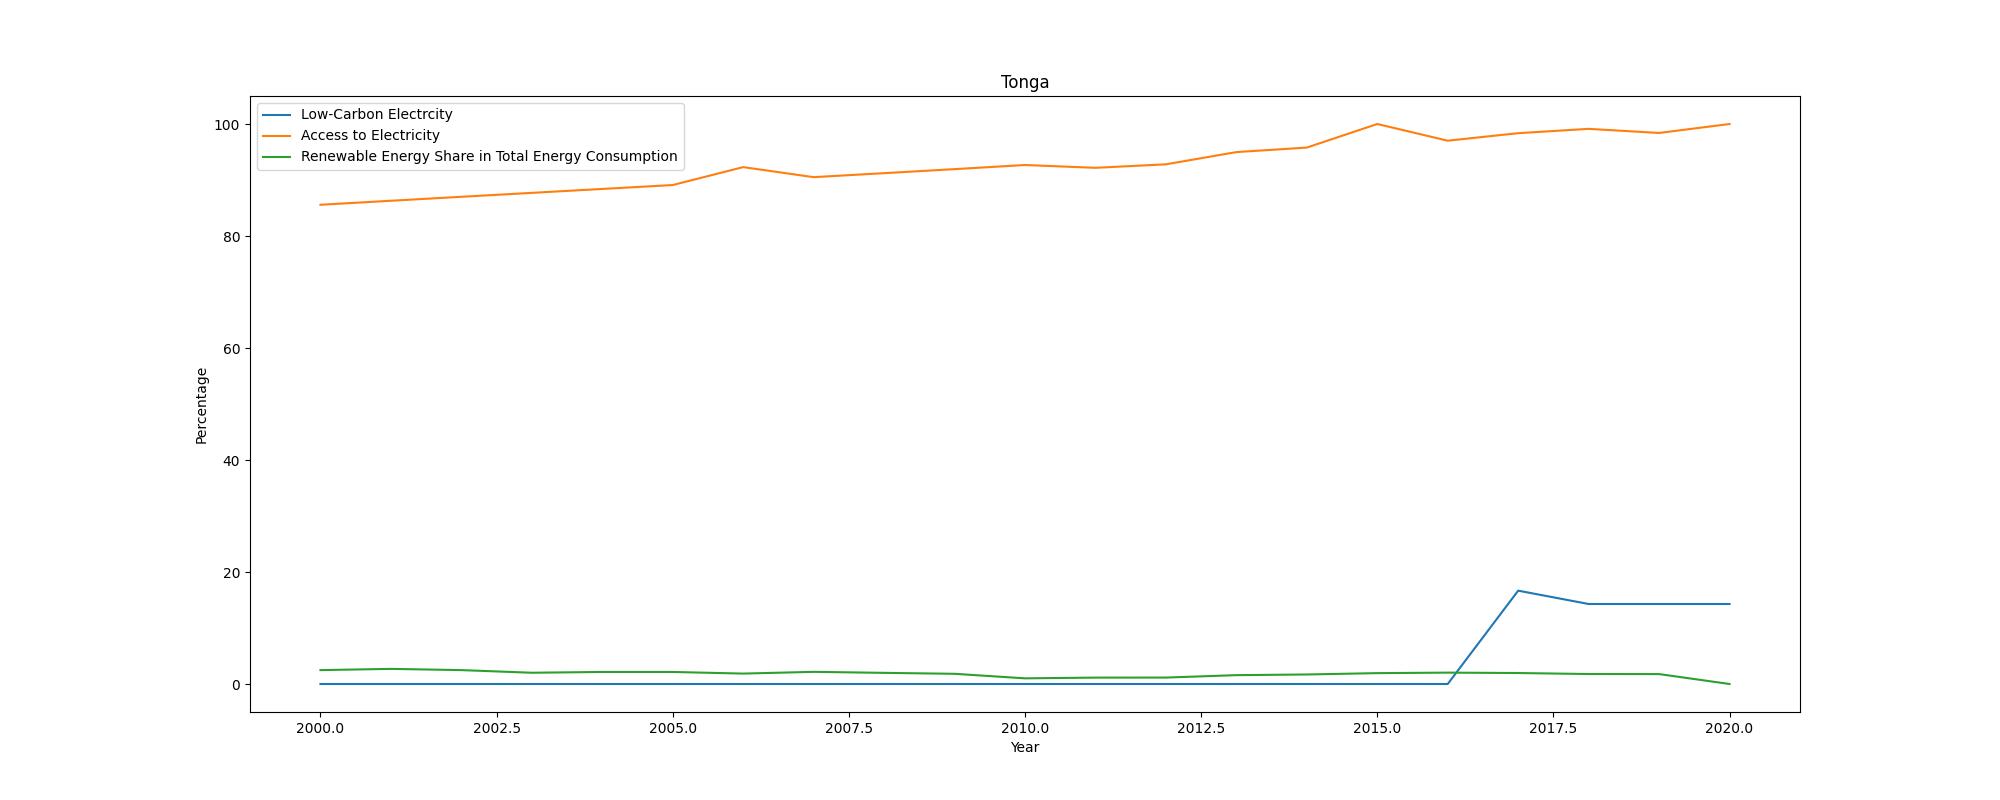 Tonga
Low-Carbon Electrcity
Access to Electricity
Renewable Energy Share in Total Energy Consumption
100
80
60
40
20
0
Percentage
2000.0 2002.5 2005.0 2007.5 2010.0 2012.5 2015.0 2017.5 2020.0
Year